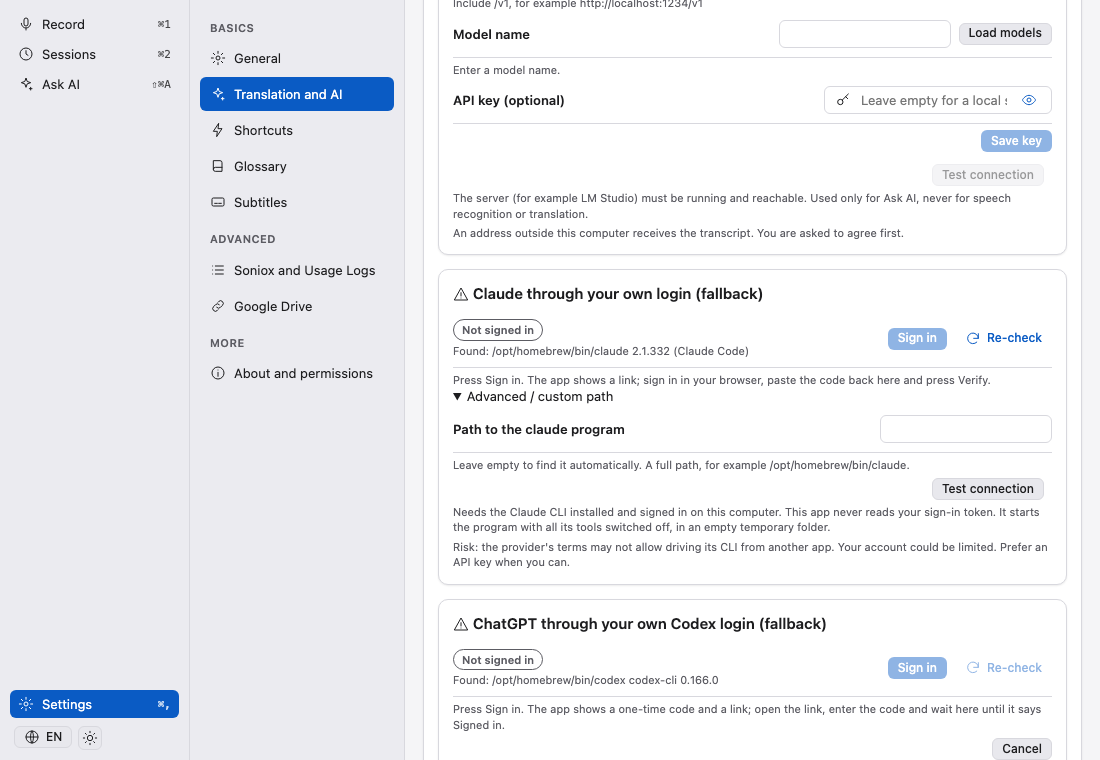 Record ⌘1
Sessions ⌘2
Ask AI ⇧⌘A
Settings ⌘,
EN
BASICS
General
Translation and AI
Shortcuts
Glossary
Subtitles
ADVANCED
Soniox and Usage Logs
Google Drive
MORE
About and permissions
Include /v1, for example http://localhost:1234/v1
Model name
Load models
Enter a model name.
API key (optional)
Leave empty for a local s
Save key
Test connection
The server (for example LM Studio) must be running and reachable. Used only for Ask AI, never for speech
recognition or translation.
An address outside this computer receives the transcript. You are asked to agree first.
Claude through your own login (fallback)
Not signed in
Sign in
Re-check
Found: /opt/homebrew/bin/claude 2.1.332 (Claude Code)
Press Sign in. The app shows a link; sign in in your browser, paste the code back here and press Verify.
▼ Advanced / custom path
Path to the claude program
Leave empty to find it automatically. A full path, for example /opt/homebrew/bin/claude.
Test connection
Needs the Claude CLI installed and signed in on this computer. This app never reads your sign-in token. It starts
the program with all its tools switched off, in an empty temporary folder.
Risk: the provider's terms may not allow driving its CLI from another app. Your account could be limited. Prefer an
API key when you can.
ChatGPT through your own Codex login (fallback)
Not signed in
Sign in
Re-check
Found: /opt/homebrew/bin/codex codex-cli 0.166.0
Press Sign in. The app shows a one-time code and a link; open the link, enter the code and wait here until it says
Signed in.
Cancel